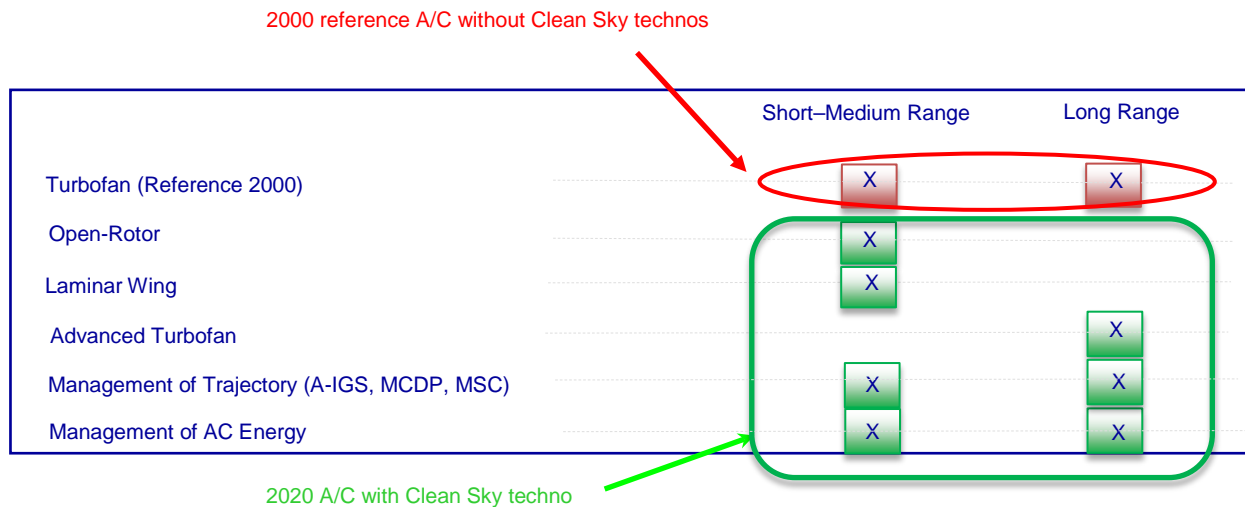 2000 reference A/C without Clean Sky technos
Short–Medium Range Long Range
Turbofan (Reference 2000) X X
Open-Rotor X
Laminar Wing X
Advanced Turbofan X
Management of Trajectory (A-IGS, MCDP, MSC) X X
Management of AC Energy X X
2020 A/C with Clean Sky techno